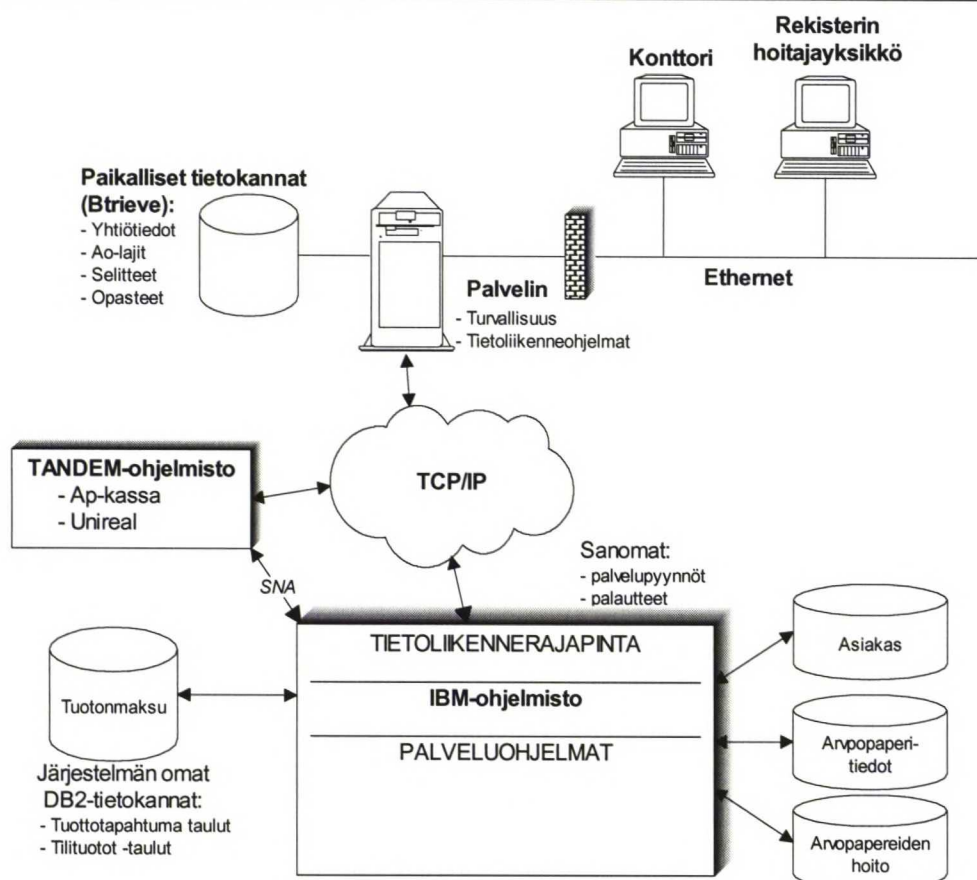 Konttori
Rekisterin
hoitajayksikkö
Paikalliset tietokannat
(Btrieve):
- Yhtiötiedot
- Ao-lajit
- Selitteet
- Opasteet
Palvelin
- Turvallisuus
- Tietoliikenneohjelmat
Ethernet
TANDEM-ohjelmisto
- Ap-kassa
- Unireal
TCP/IP
SNA
Sanomat:
- palvelupyynnöt
- palautteet
TIETOLIIKENNERAJAPINTA
IBM-ohjelmisto
PALVELUOHJELMAT
Tuotonmaksu
Järjestelmän omat
DB2-tietokannat:
- Tuottotapahtuma taulut
- Tilituotot -taulut
Asiakas
Arvopaperi-
tiedot
Arvopapereiden
hoito